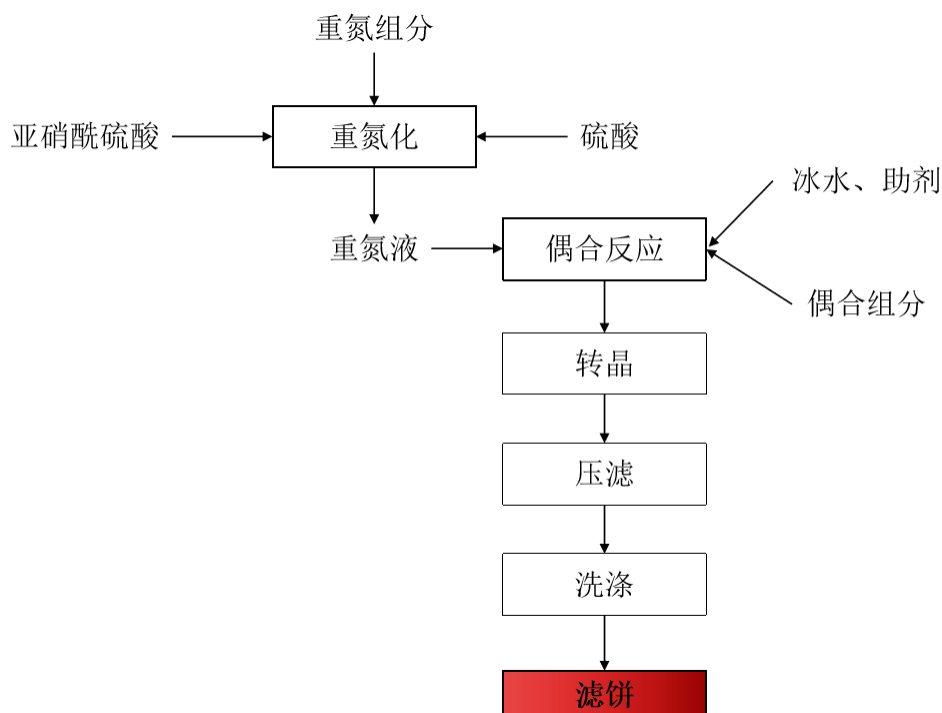 重氮组分
亚硝酰硫酸
重氮化
硫酸
冰水、助剂
重氮液
偶合反应
偶合组分
转晶
压滤
洗涤
滤饼